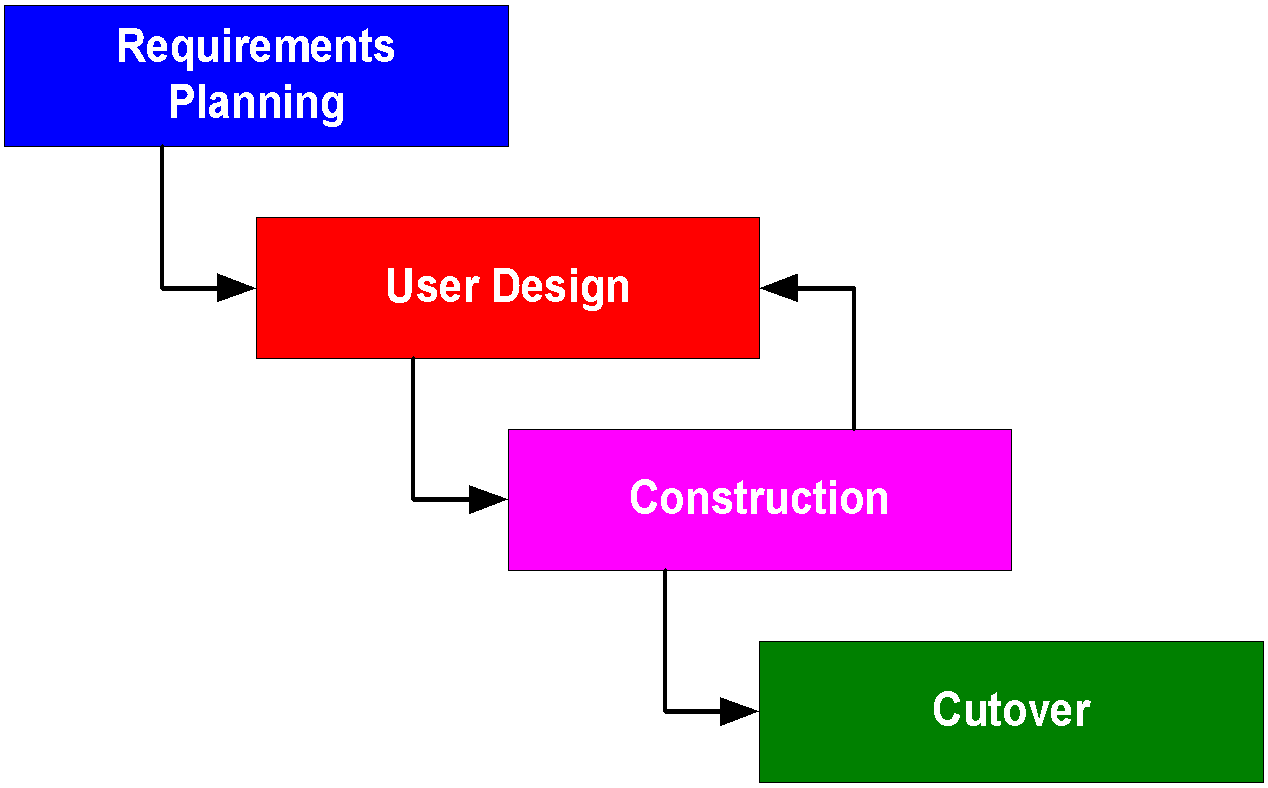 Requirements
Planning
User Design
Construction
Cutover